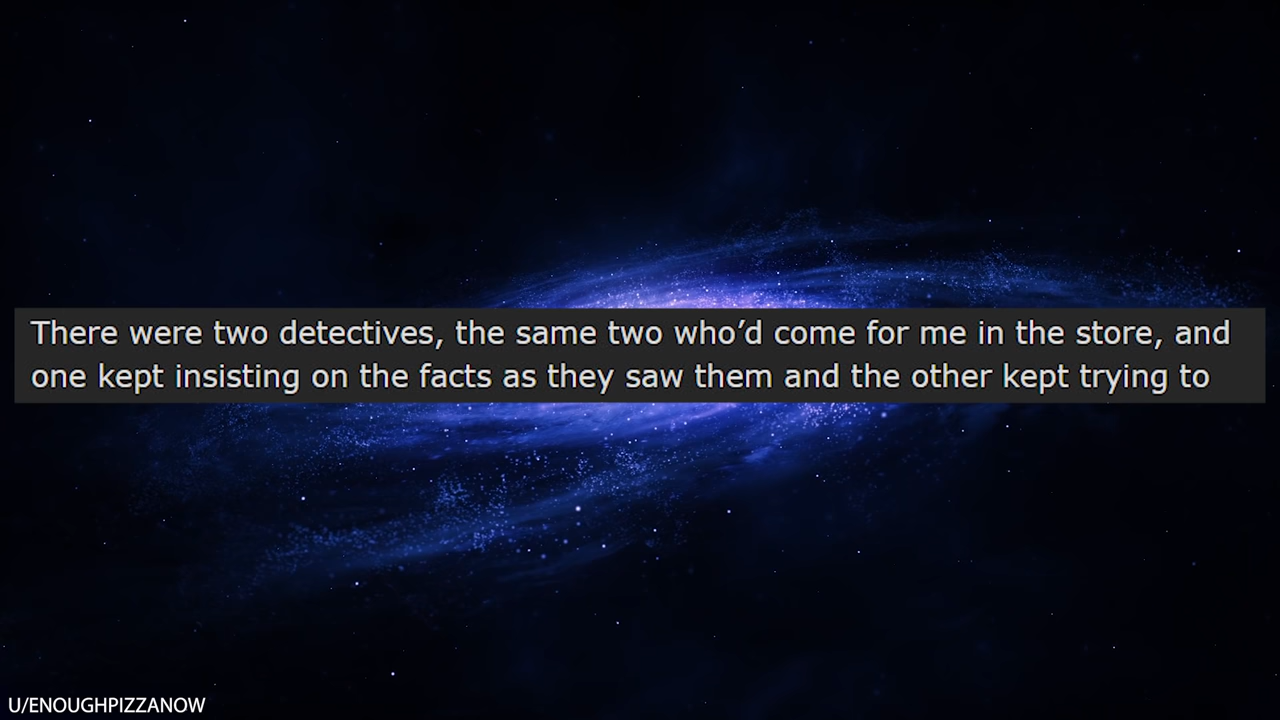 There were two detectives, the same two who’d come for me in the store, and
one kept insisting on the facts as they saw them and the other kept trying to
U/ENOUGHPIZZANOW